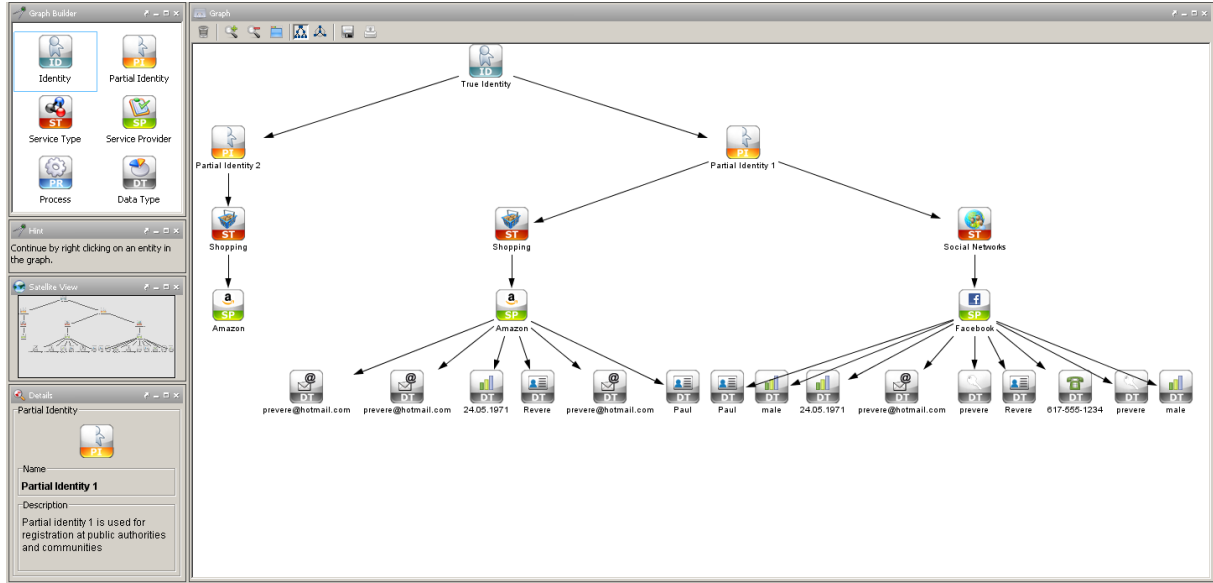 Graph Builder
ID
Identity
PI
Partial Identity
ST
Service Type
SP
Service Provider
PR
Process
DT
Data Type
Hint
Continue by right clicking on an entity in
the graph.
Satellite View
Details
Partial Identity
PI
Name
Partial Identity 1
Description
Partial identity 1 is used for
registration at public authorities
and communities
Graph
ID
True Identity
PI
Partial Identity 2
PI
Partial Identity 1
ST
Shopping
ST
Shopping
ST
Social Networks
a
SP
Amazon
a
SP
Amazon
f
SP
Facebook
@
DT
prevere@hotmail.com
@
DT
prevere@hotmail.com
DT
24.05.1971
DT
Revere
@
DT
prevere@hotmail.com
DT
Paul
DT
Paul
DT
male
DT
24.05.1971
@
DT
prevere@hotmail.com
DT
prevere
DT
Revere
DT
617-555-1234
DT
prevere
DT
male